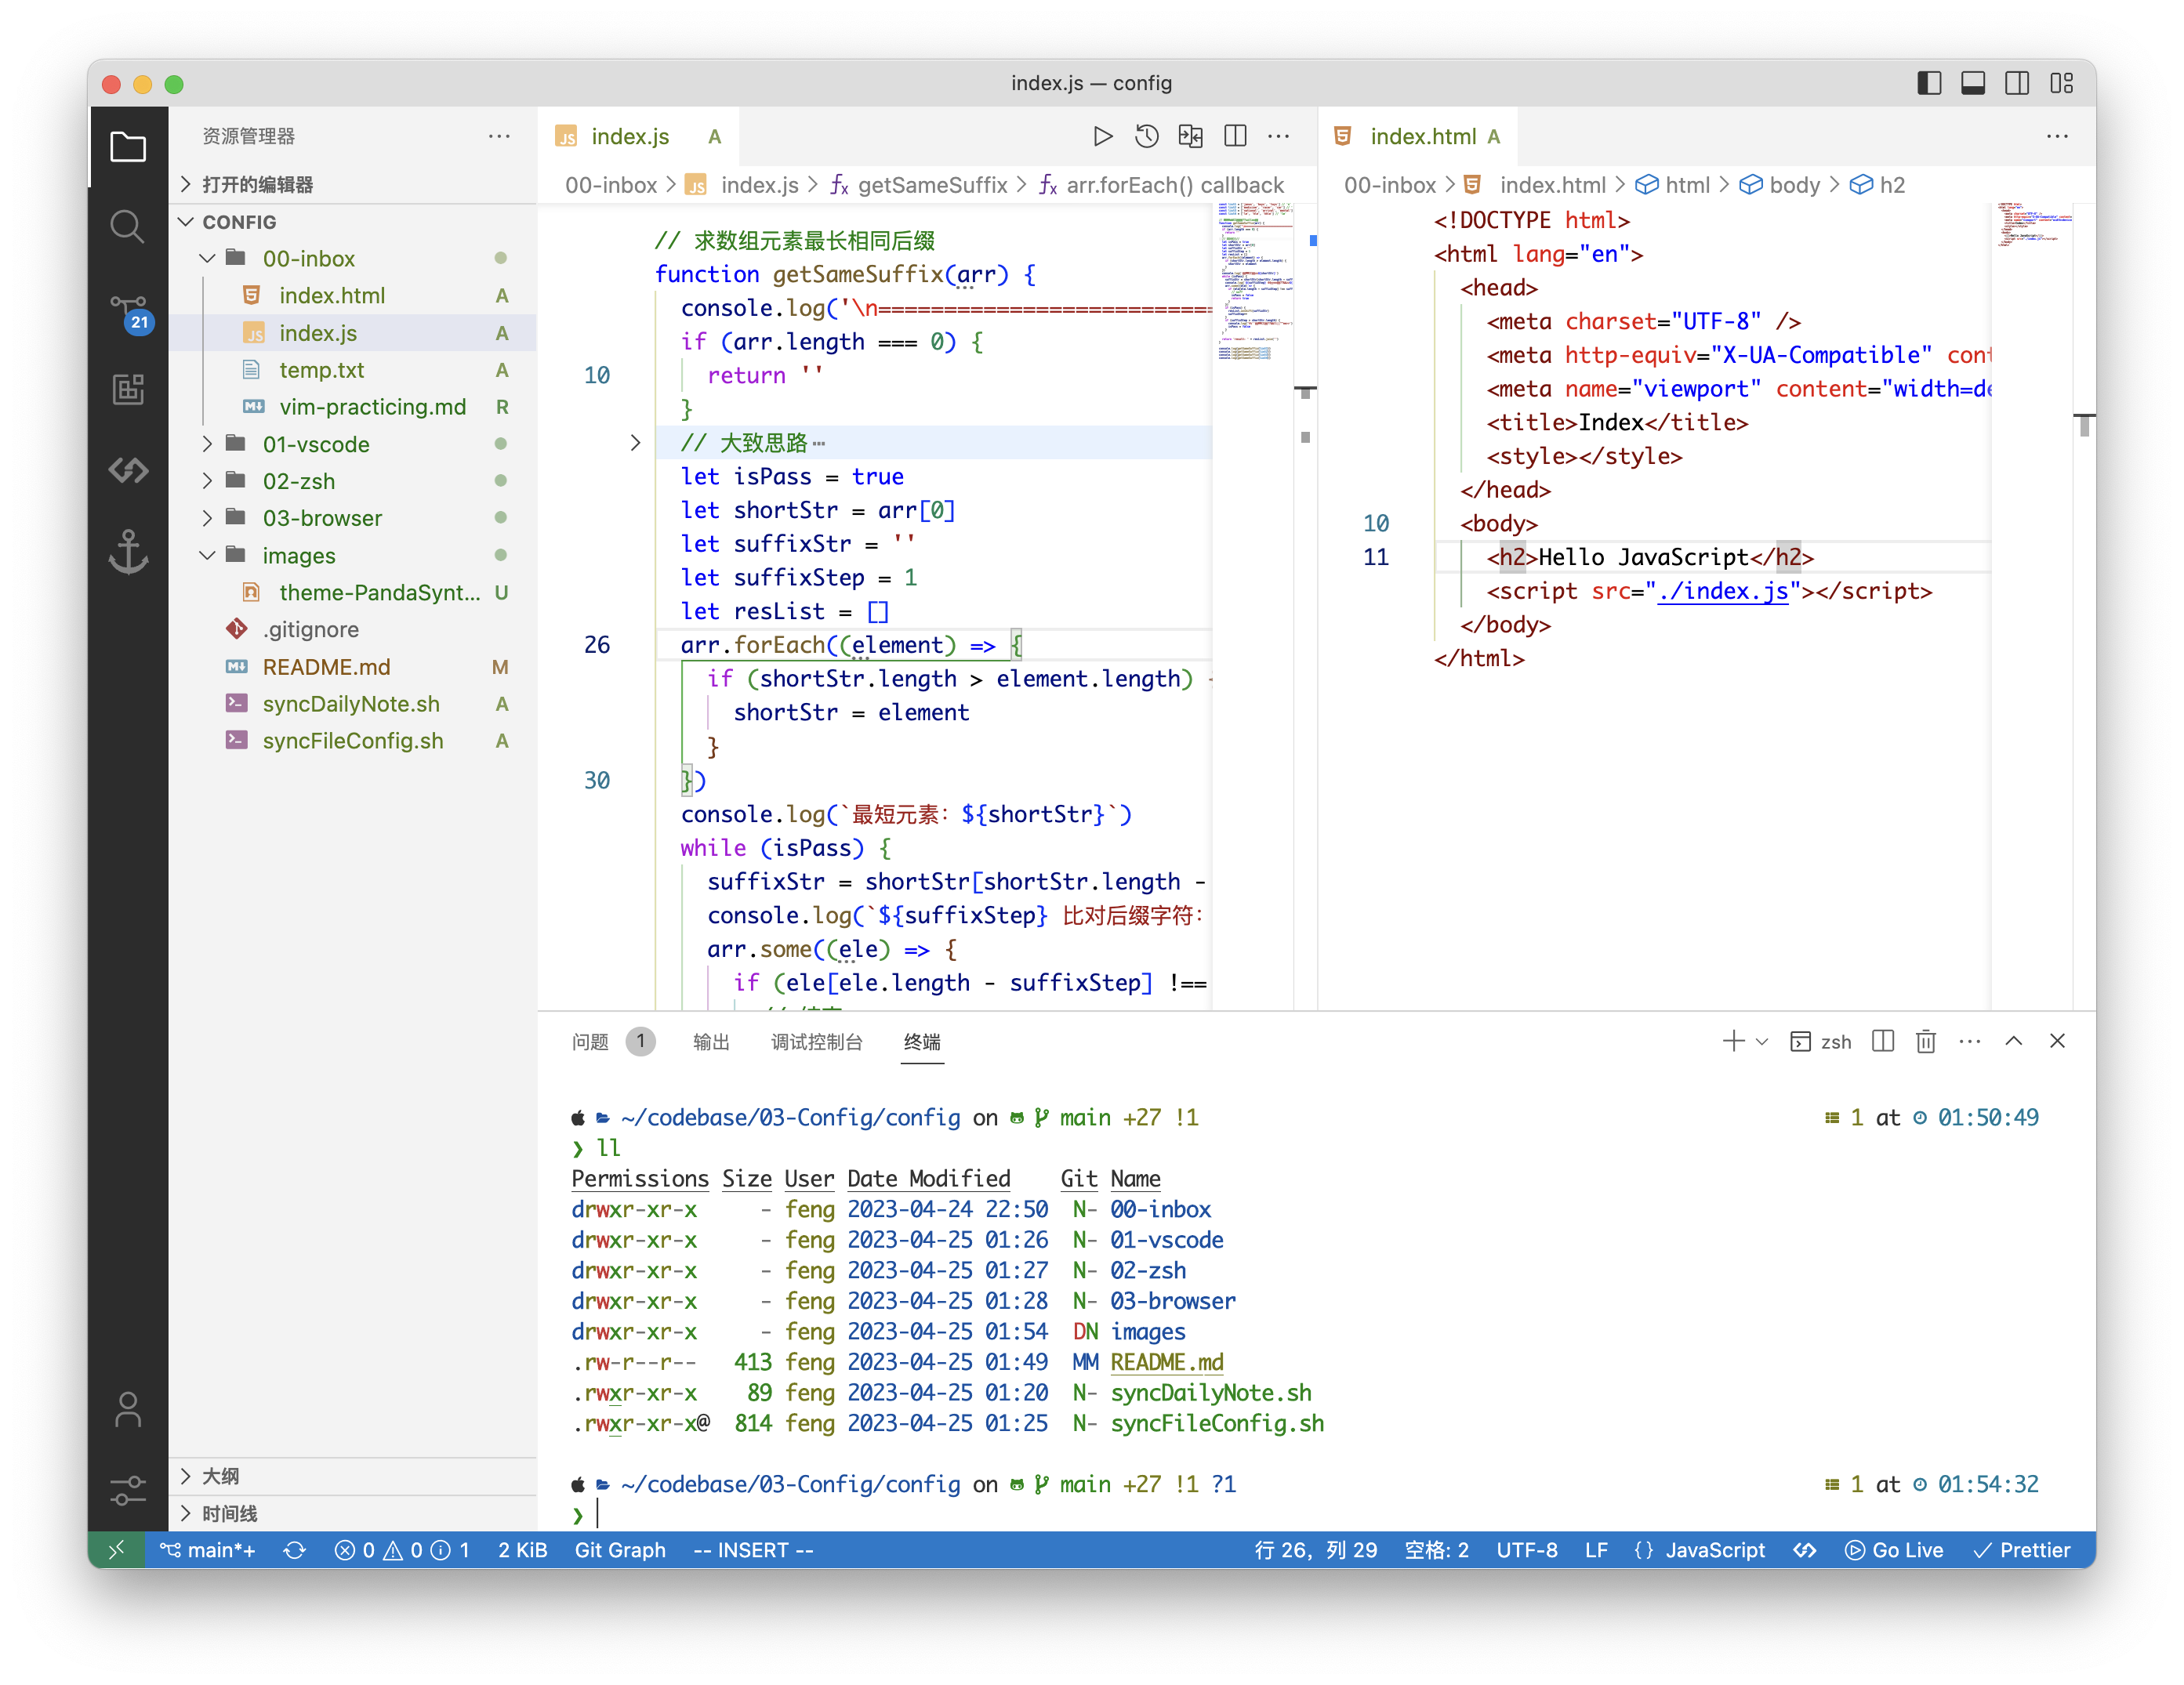 index.js — config
资源管理器
打开的编辑器
CONFIG
00-inbox
index.html A
index.js A
temp.txt A
vim-practicing.md R
01-vscode
02-zsh
03-browser
images
theme-PandaSynt... U
.gitignore
README.md M
syncDailyNote.sh A
syncFileConfig.sh A
大纲
时间线
21
index.js A
00-inbox > index.js > getSameSuffix > arr.forEach() callback
// 求数组元素最长相同后缀
function getSameSuffix(arr) {
console.log('\n==========================
if (arr.length === 0) {
10 return ''
}
// 大致思路 ⋯
let isPass = true
let shortStr = arr[0]
let suffixStr = ''
let suffixStep = 1
let resList = []
26 arr.forEach((element) => {
if (shortStr.length > element.length) {
shortStr = element
}
30 })
console.log(`最短元素：${shortStr}`)
while (isPass) {
suffixStr = shortStr[shortStr.length -
console.log(`${suffixStep} 比对后缀字符：
arr.some((ele) => {
if (ele[ele.length - suffixStep] !==
index.html A
00-inbox > index.html > html > body > h2
<!DOCTYPE html>
<html lang="en">
<head>
<meta charset="UTF-8" />
<meta http-equiv="X-UA-Compatible" cont
<meta name="viewport" content="width=de
<title>Index</title>
<style></style>
</head>
10 <body>
11 <h2>Hello JavaScript</h2>
<script src="./index.js"></script>
</body>
</html>
问题 1 输出 调试控制台 终端
zsh
~/codebase/03-Config/config on main +27 !1 1 at 01:50:49
❯ ll
Permissions Size User Date Modified Git Name
drwxr-xr-x - feng 2023-04-24 22:50 N- 00-inbox
drwxr-xr-x - feng 2023-04-25 01:26 N- 01-vscode
drwxr-xr-x - feng 2023-04-25 01:27 N- 02-zsh
drwxr-xr-x - feng 2023-04-25 01:28 N- 03-browser
drwxr-xr-x - feng 2023-04-25 01:54 DN images
.rw-r--r-- 413 feng 2023-04-25 01:49 MM README.md
.rwxr-xr-x 89 feng 2023-04-25 01:20 N- syncDailyNote.sh
.rwxr-xr-x@ 814 feng 2023-04-25 01:25 N- syncFileConfig.sh
~/codebase/03-Config/config on main +27 !1 ?1 1 at 01:54:32
❯
main*+ 0 0 1 2 KiB Git Graph -- INSERT -- 行 26，列 29 空格: 2 UTF-8 LF {} JavaScript Go Live Prettier